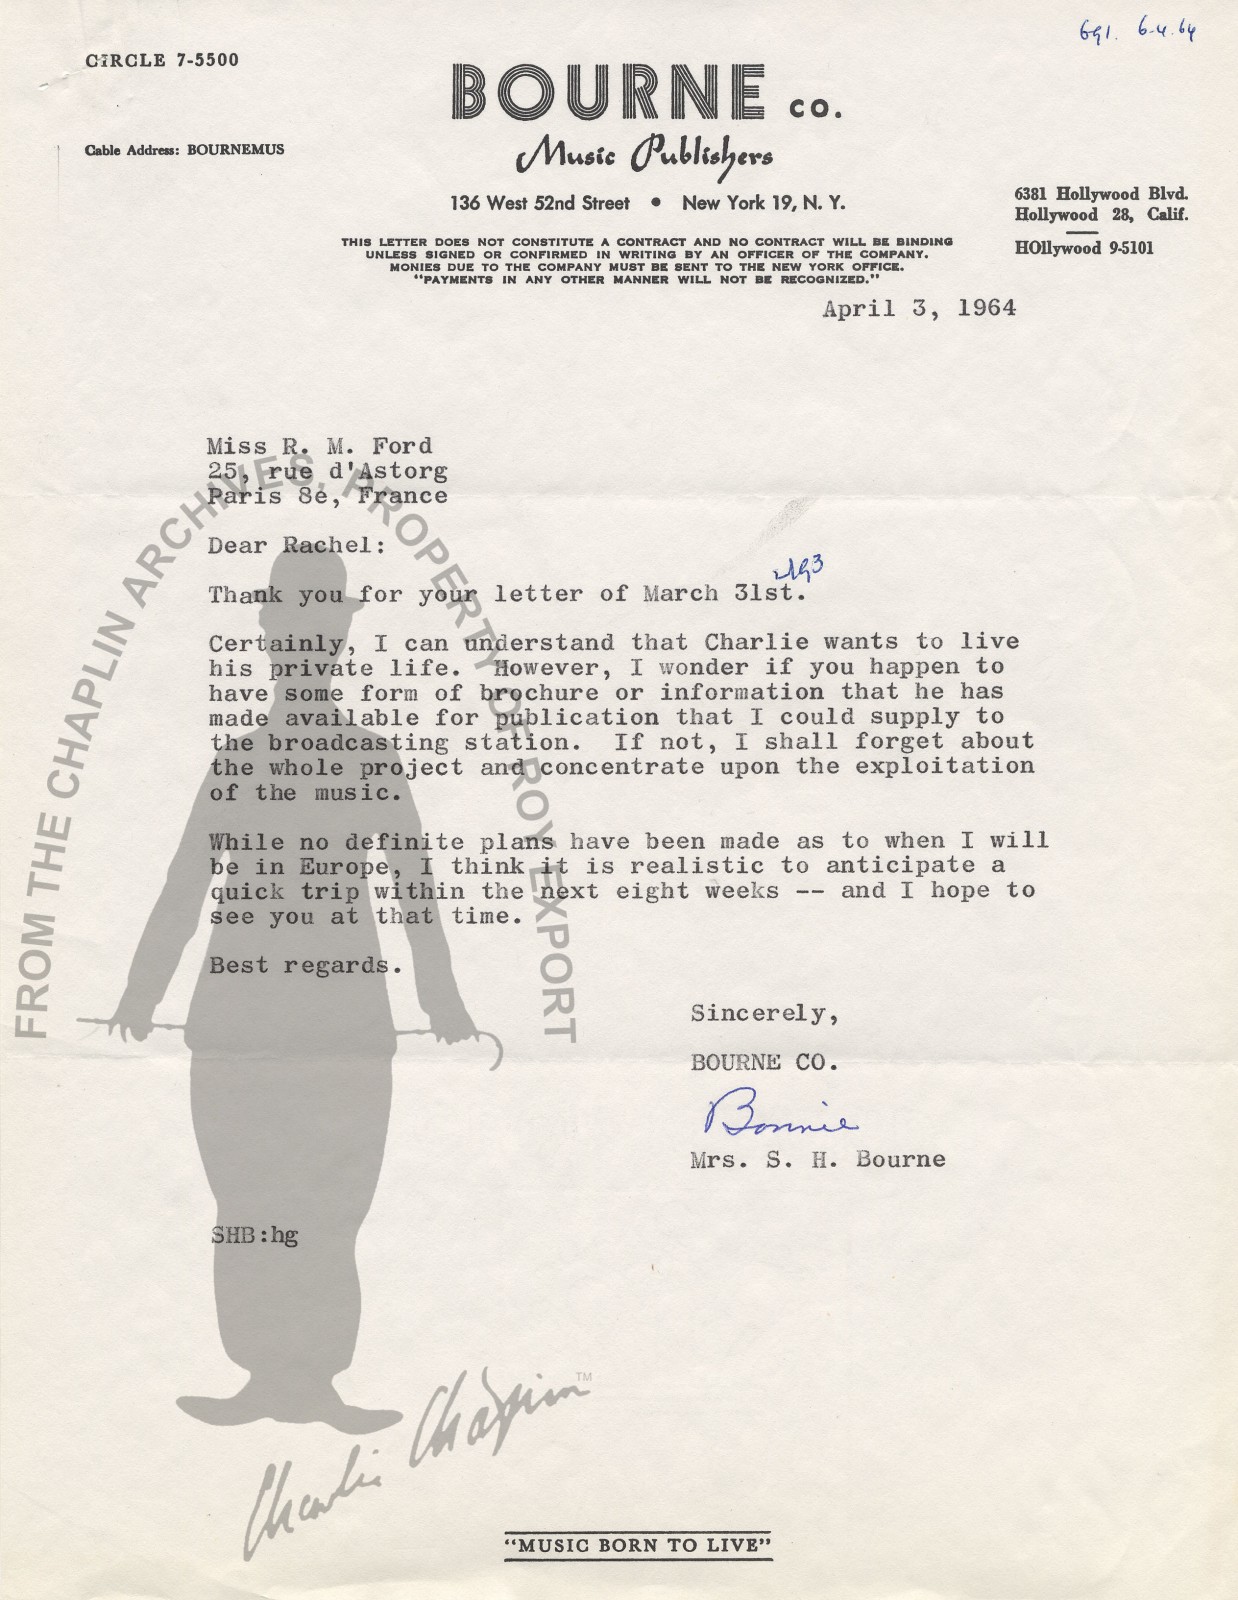 691. 6-4.64
CIRCLE 7-5500
BOURNE co.
Cable Address: BOURNEMUS
Music Publishers
136 West 52nd Street • New York 19, N. Y.
6381 Hollywood Blvd.
Hollywood 28, Calif.
HOllywood 9-5101
THIS LETTER DOES NOT CONSTITUTE A CONTRACT AND NO CONTRACT WILL BE BINDING
UNLESS SIGNED OR CONFIRMED IN WRITING BY AN OFFICER OF THE COMPANY.
MONIES DUE TO THE COMPANY MUST BE SENT TO THE NEW YORK OFFICE.
"PAYMENTS IN ANY OTHER MANNER WILL NOT BE RECOGNIZED."
April 3, 1964
Miss R. M. Ford
25, rue d'Astorg
Paris 8e, France
Dear Rachel:
Thank you for your letter of March 31st.
Certainly, I can understand that Charlie wants to live
his private life. However, I wonder if you happen to
have some form of brochure or information that he has
made available for publication that I could supply to
the broadcasting station. If not, I shall forget about
the whole project and concentrate upon the exploitation
of the music.
While no definite plans have been made as to when I will
be in Europe, I think it is realistic to anticipate a
quick trip within the next eight weeks -- and I hope to
see you at that time.
Best regards.
Sincerely,
BOURNE CO.
Bonnie
Mrs. S. H. Bourne
SHB:hg
FROM THE CHAPLIN ARCHIVES, PROPERTY OF ROY EXPORT
Charlie Chaplin TM
"MUSIC BORN TO LIVE"